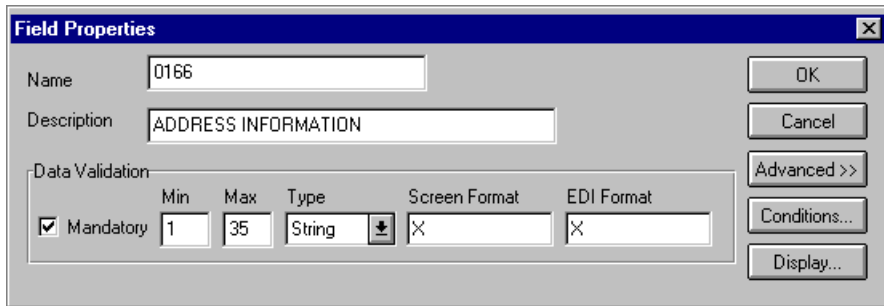 Field Properties
Name 0166
Description ADDRESS INFORMATION
Data Validation
Min Max Type Screen Format EDI Format
Mandatory 1 35 String X X
OK
Cancel
Advanced >>
Conditions...
Display...